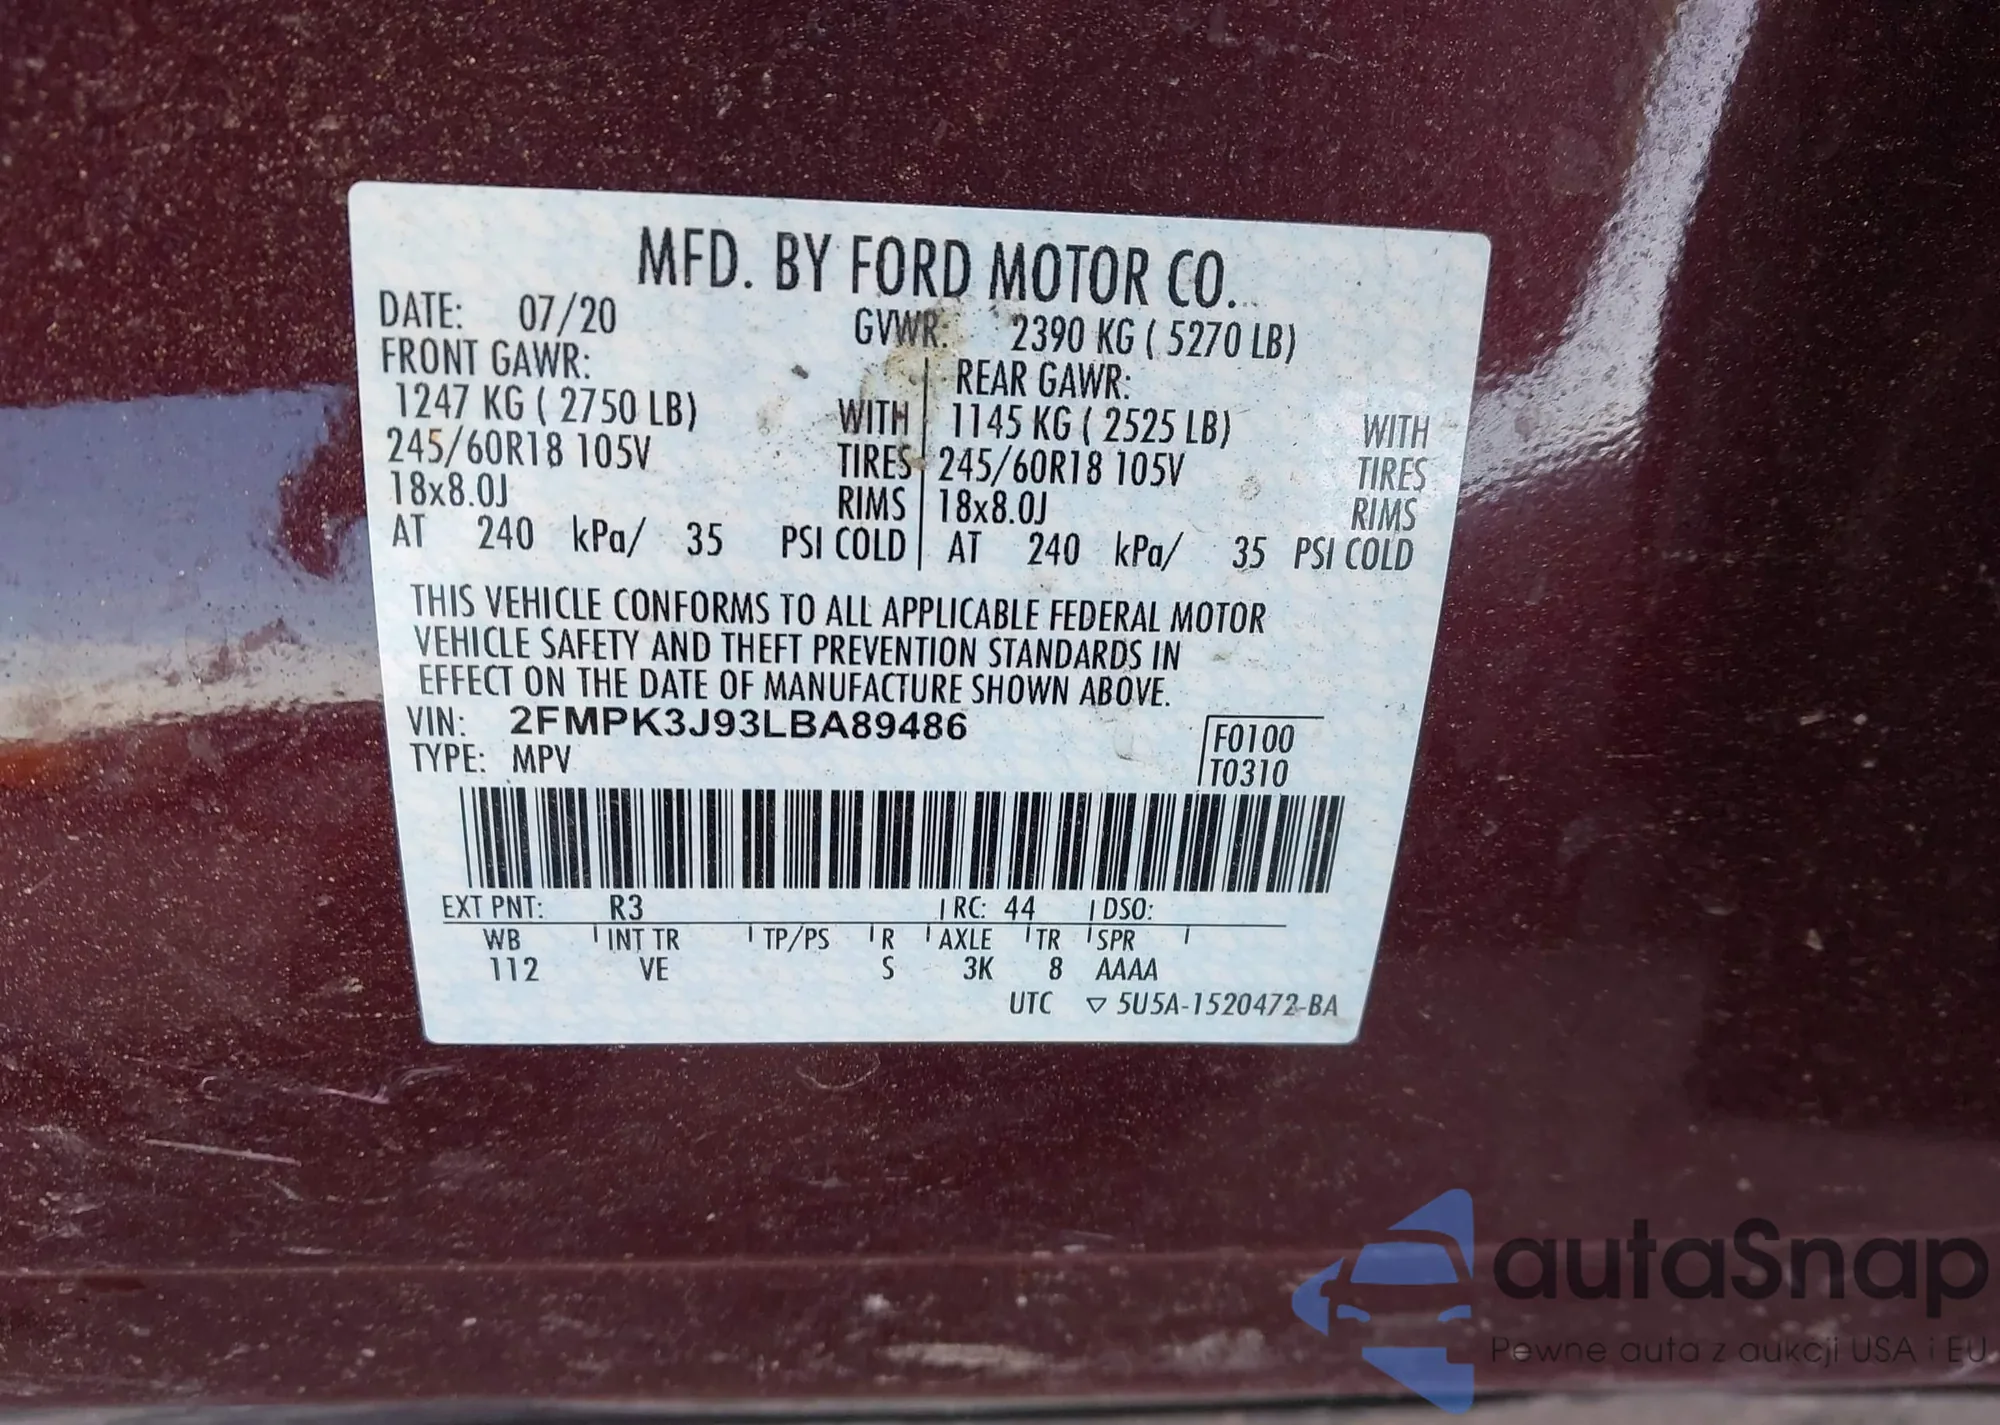 MFD. BY FORD MOTOR CO.
DATE: 07/20 GVWR: 2390 KG ( 5270 LB)
FRONT GAWR: REAR GAWR:
1247 KG ( 2750 LB) WITH 1145 KG ( 2525 LB) WITH
245/60R18 105V TIRES 245/60R18 105V TIRES
18x8.0J RIMS 18x8.0J RIMS
AT 240 kPa/ 35 PSI COLD AT 240 kPa/ 35 PSI COLD
THIS VEHICLE CONFORMS TO ALL APPLICABLE FEDERAL MOTOR
VEHICLE SAFETY AND THEFT PREVENTION STANDARDS IN
EFFECT ON THE DATE OF MANUFACTURE SHOWN ABOVE.
VIN: 2FMPK3J93LBA89486 F0100
TYPE: MPV T0310
EXT PNT: R3 RC: 44 DSO:
WB INT TR TP/PS R AXLE TR SPR
112 VE S 3K 8 AAAA
UTC ▽ 5U5A-1520472-BA
autaSnap
Pewne auta z aukcji USA i EU